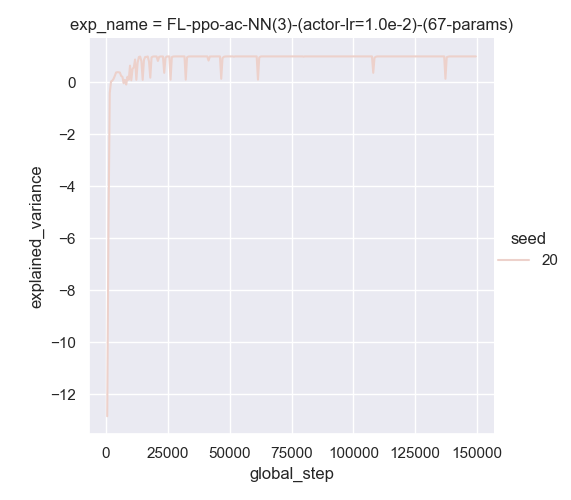 exp_name = FL-ppo-ac-NN(3)-(actor-lr=1.0e-2)-(67-params)
0
−2
−4
−6
−8
−10
−12
explained_variance
seed
20
0 25000 50000 75000 100000 125000 150000
global_step